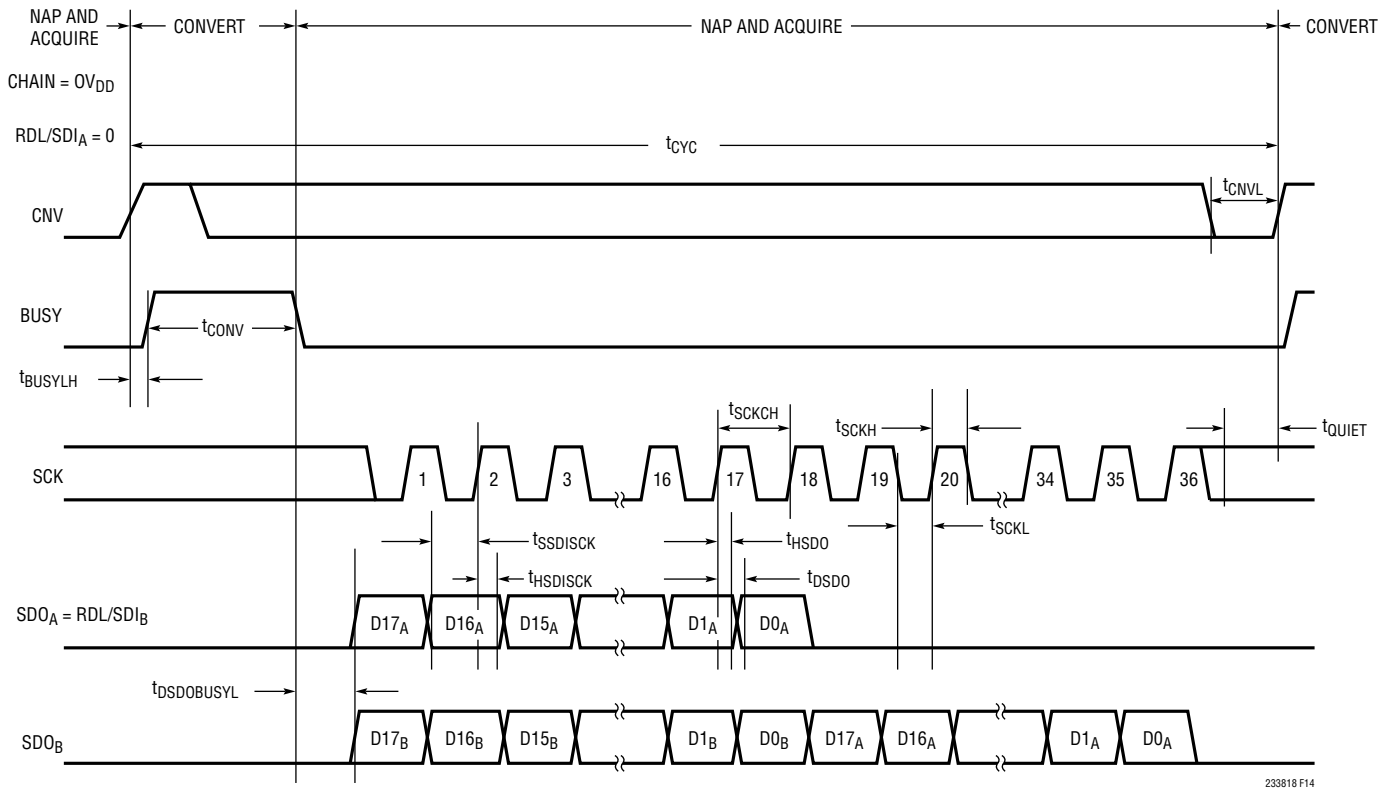 NAP AND
ACQUIRE
CONVERT
NAP AND ACQUIRE
CONVERT
CHAIN = OVDD
RDL/SDIA = 0
tCYC
CNV
tCNVL
BUSY
tCONV
tBUSYLH
tSCKCH
tSCKH
tQUIET
SCK
1
2
3
16
17
18
19
20
34
35
36
tSSDISCK
tHSDO
tSCKL
tHSDISCK
tDSDO
SDOA = RDL/SDIB
D17A
D16A
D15A
D1A
D0A
tDSDOBUSYL
SDOB
D17B
D16B
D15B
D1B
D0B
D17A
D16A
D1A
D0A
233818 F14